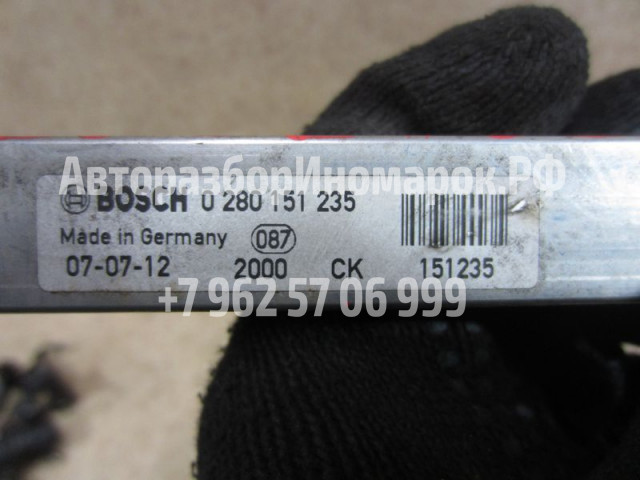 АвторазборИномарок.РФ
BOSCH 0 280 151 235
Made in Germany 087
07-07-12 2000 CK 151235
+7 962 57 06 999